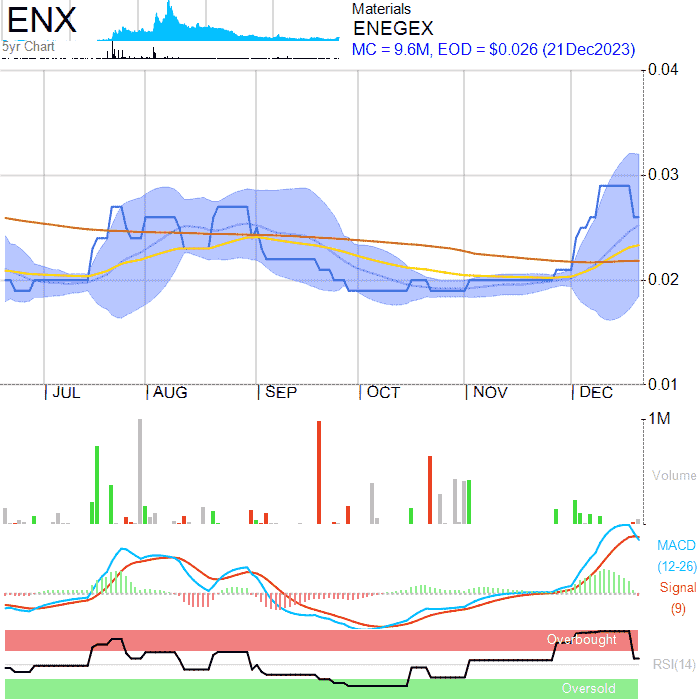 ENX
5yr Chart
Materials
ENEGEX
MC = 9.6M, EOD = $0.026 (21Dec2023)
0.04
0.03
0.02
0.01
JUL AUG SEP OCT NOV DEC
1M
Volume
MACD
(12-26)
Signal
(9)
Overbought
RSI(14)
Oversold